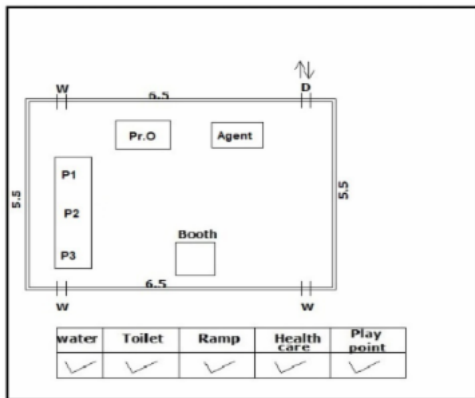 W D
6.5
Pr.O Agent
P1
5.5 5.5
P2
Booth
P3
6.5
W W
water Toilet Ramp Health care Play point